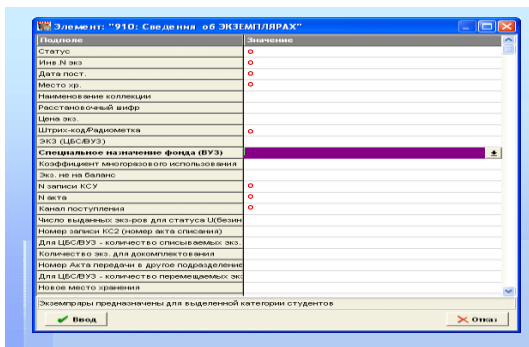 Элемент: "910: Сведения об ЭКЗЕМПЛЯРАХ"
Подполе Значение
Статус
Инв.N экз
Дата пост.
Место хр.
Наименование коллекции
Расстановочный шифр
Цена экз.
Штрих-код/Радиометка
ЭКЗ (ЦБС/ВУЗ)
Специальное назначение фонда (ВУЗ)
Коэффициент многоразового использования
Экз. не на баланс
N записи КСУ
N акта
Канал поступления
Число выданных экз-ров для статуса U(безин
Номер записи КС2 (номер акта списания)
Для ЦБС/ВУЗ - количество списываемых экз.
Количество экз. для докомплектования
Номер Акта передачи в другое подразделение
Для ЦБС/ВУЗ - количество перемещаемых экз
Новое место хранения
Экземпряры предназначены для выделенной категории студентов
Ввод Отказ